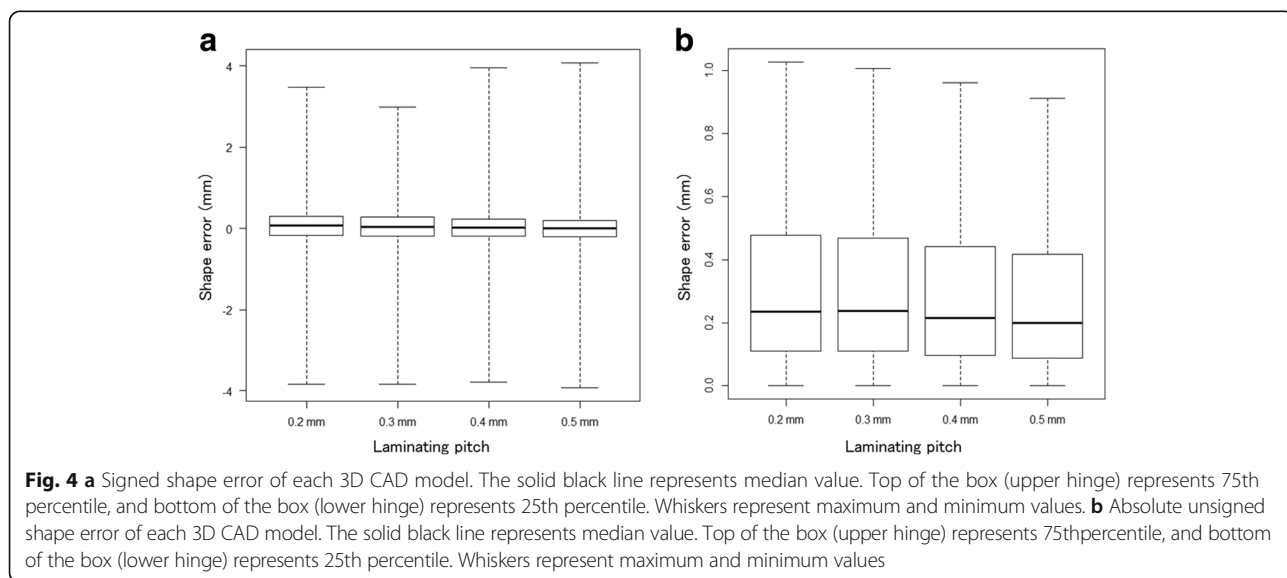 a
b
4
2
0
-2
-4
Shape error (mm)
0.2 mm
0.3 mm
0.4 mm
0.5 mm
Laminating pitch
1.0
0.8
0.6
0.4
0.2
0.0
Shape error (mm)
0.2 mm
0.3 mm
0.4 mm
0.5 mm
Laminating pitch
Fig. 4 a Signed shape error of each 3D CAD model. The solid black line represents median value. Top of the box (upper hinge) represents 75th
percentile, and bottom of the box (lower hinge) represents 25th percentile. Whiskers represent maximum and minimum values. b Absolute unsigned
shape error of each 3D CAD model. The solid black line represents median value. Top of the box (upper hinge) represents 75thpercentile, and bottom
of the box (lower hinge) represents 25th percentile. Whiskers represent maximum and minimum values